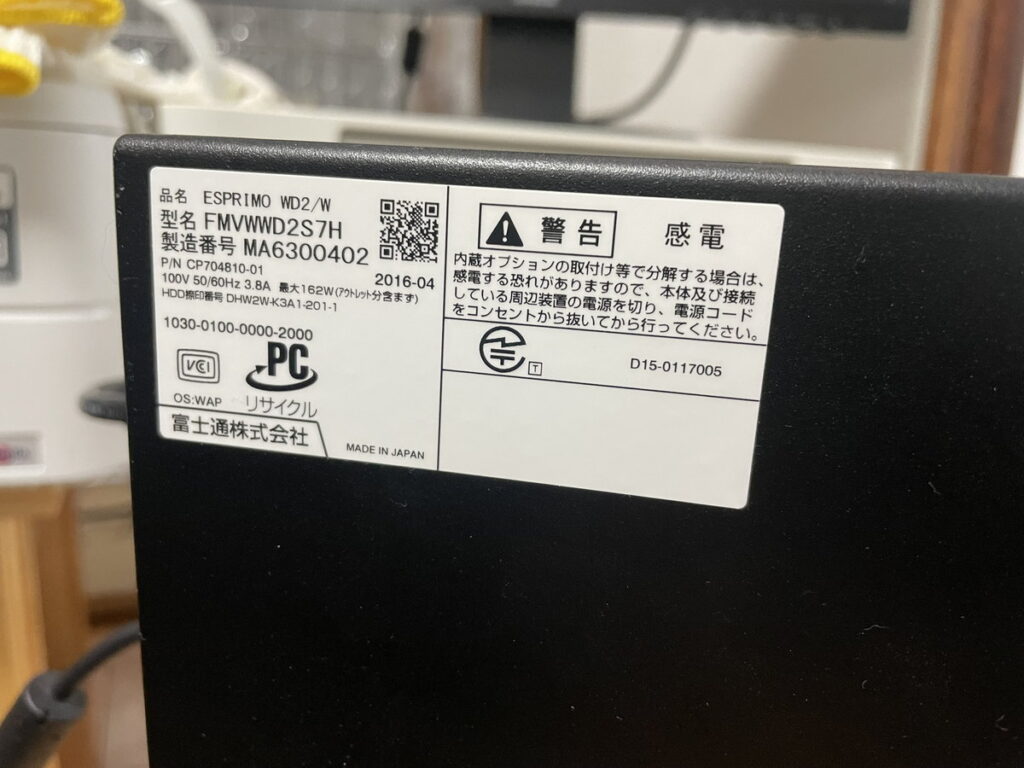 品名 ESPRIMO WD2/W
型名 FMVWWD2S7H
製造番号 MA6300402
P/N CP704810-01 2016-04
100V 50/60Hz 3.8A 最大162W(アウトレット分含まず)
HDD捺印番号 DHW2W-K3A1-201-1
1030-0100-0000-2000
VCI
PC
リサイクル
OS:WAP
富士通株式会社
MADE IN JAPAN
警告 感電
内蔵オプションの取付け等で分解する場合は、
感電する恐れがありますので、本体及び接続
している周辺装置の電源を切り、電源コード
をコンセントから抜いてから行ってください。
T D15-0117005